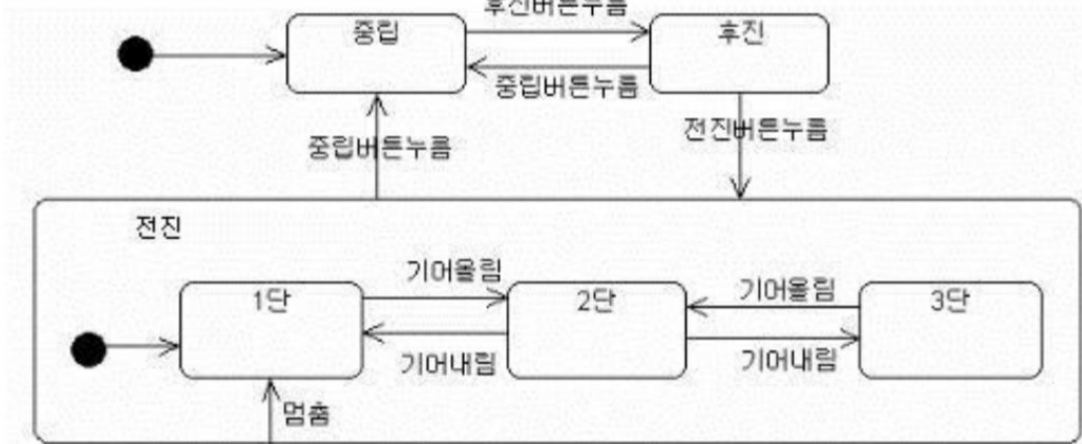 후진버튼누름
중립
후진
중립버튼누름
전진버튼누름
중립버튼누름
전진
기어올림
기어올림
1단
2단
3단
기어내림
기어내림
멈춤